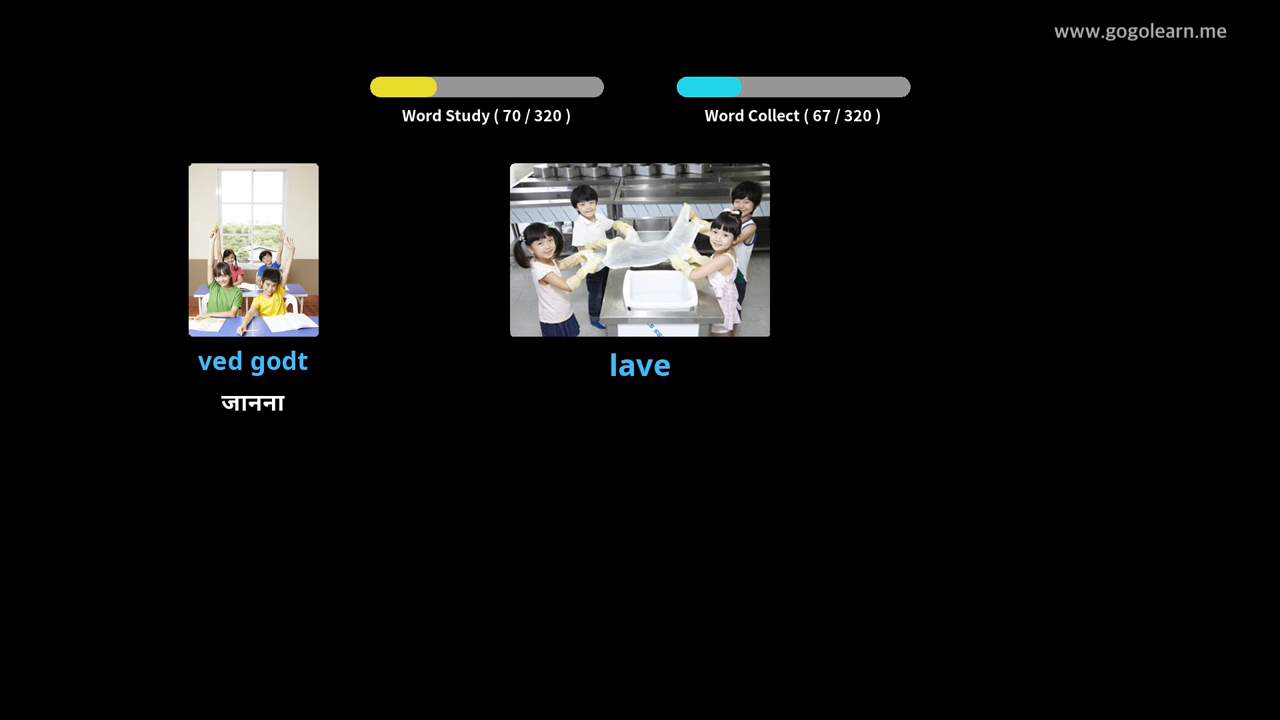 www.gogolearn.me
Word Study ( 70 / 320 )
Word Collect ( 67 / 320 )
ved godt
जानना
lave